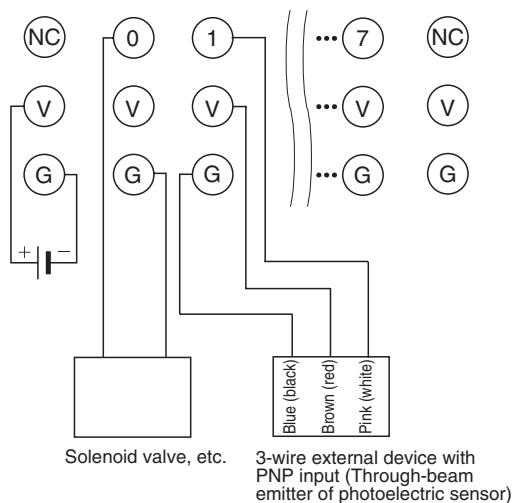 NC 0 1 ••• 7 NC
V V V ••• V V
G G G ••• G G
+ −
Blue (black)
Brown (red)
Pink (white)
Solenoid valve, etc.
3-wire external device with
PNP input (Through-beam
emitter of photoelectric sensor)